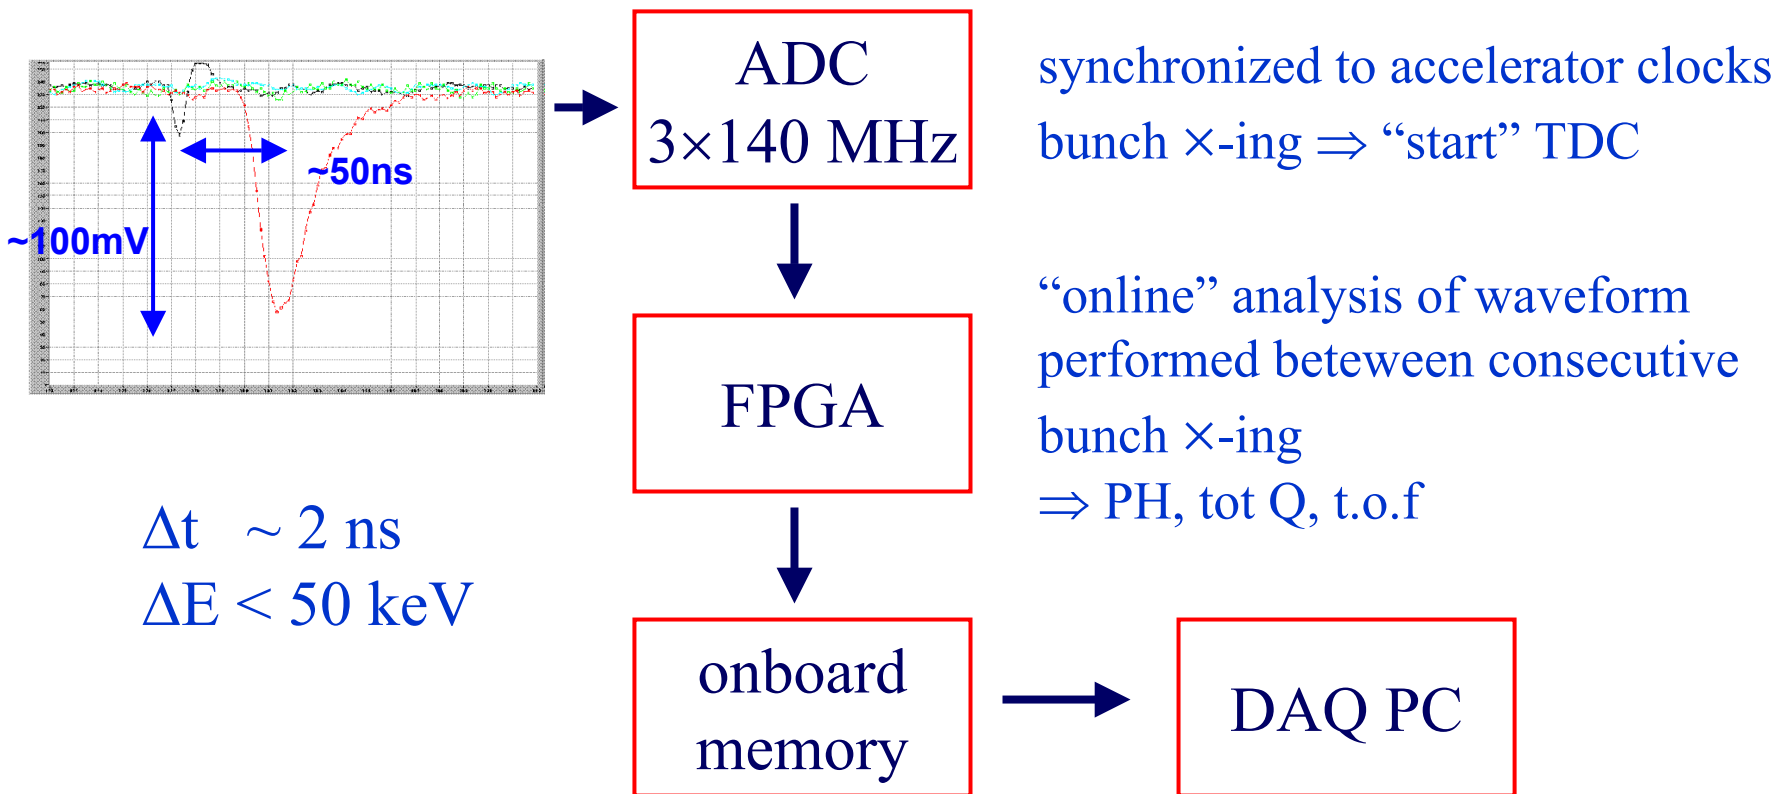 ADC
3×140 MHz
synchronized to accelerator clocks
bunch ×-ing ⇒ “start” TDC
~50ns
~100mV
FPGA
“online” analysis of waveform
performed beteween consecutive
bunch ×-ing
⇒ PH, tot Q, t.o.f
Δt ~ 2 ns
ΔE < 50 keV
onboard
memory
DAQ PC